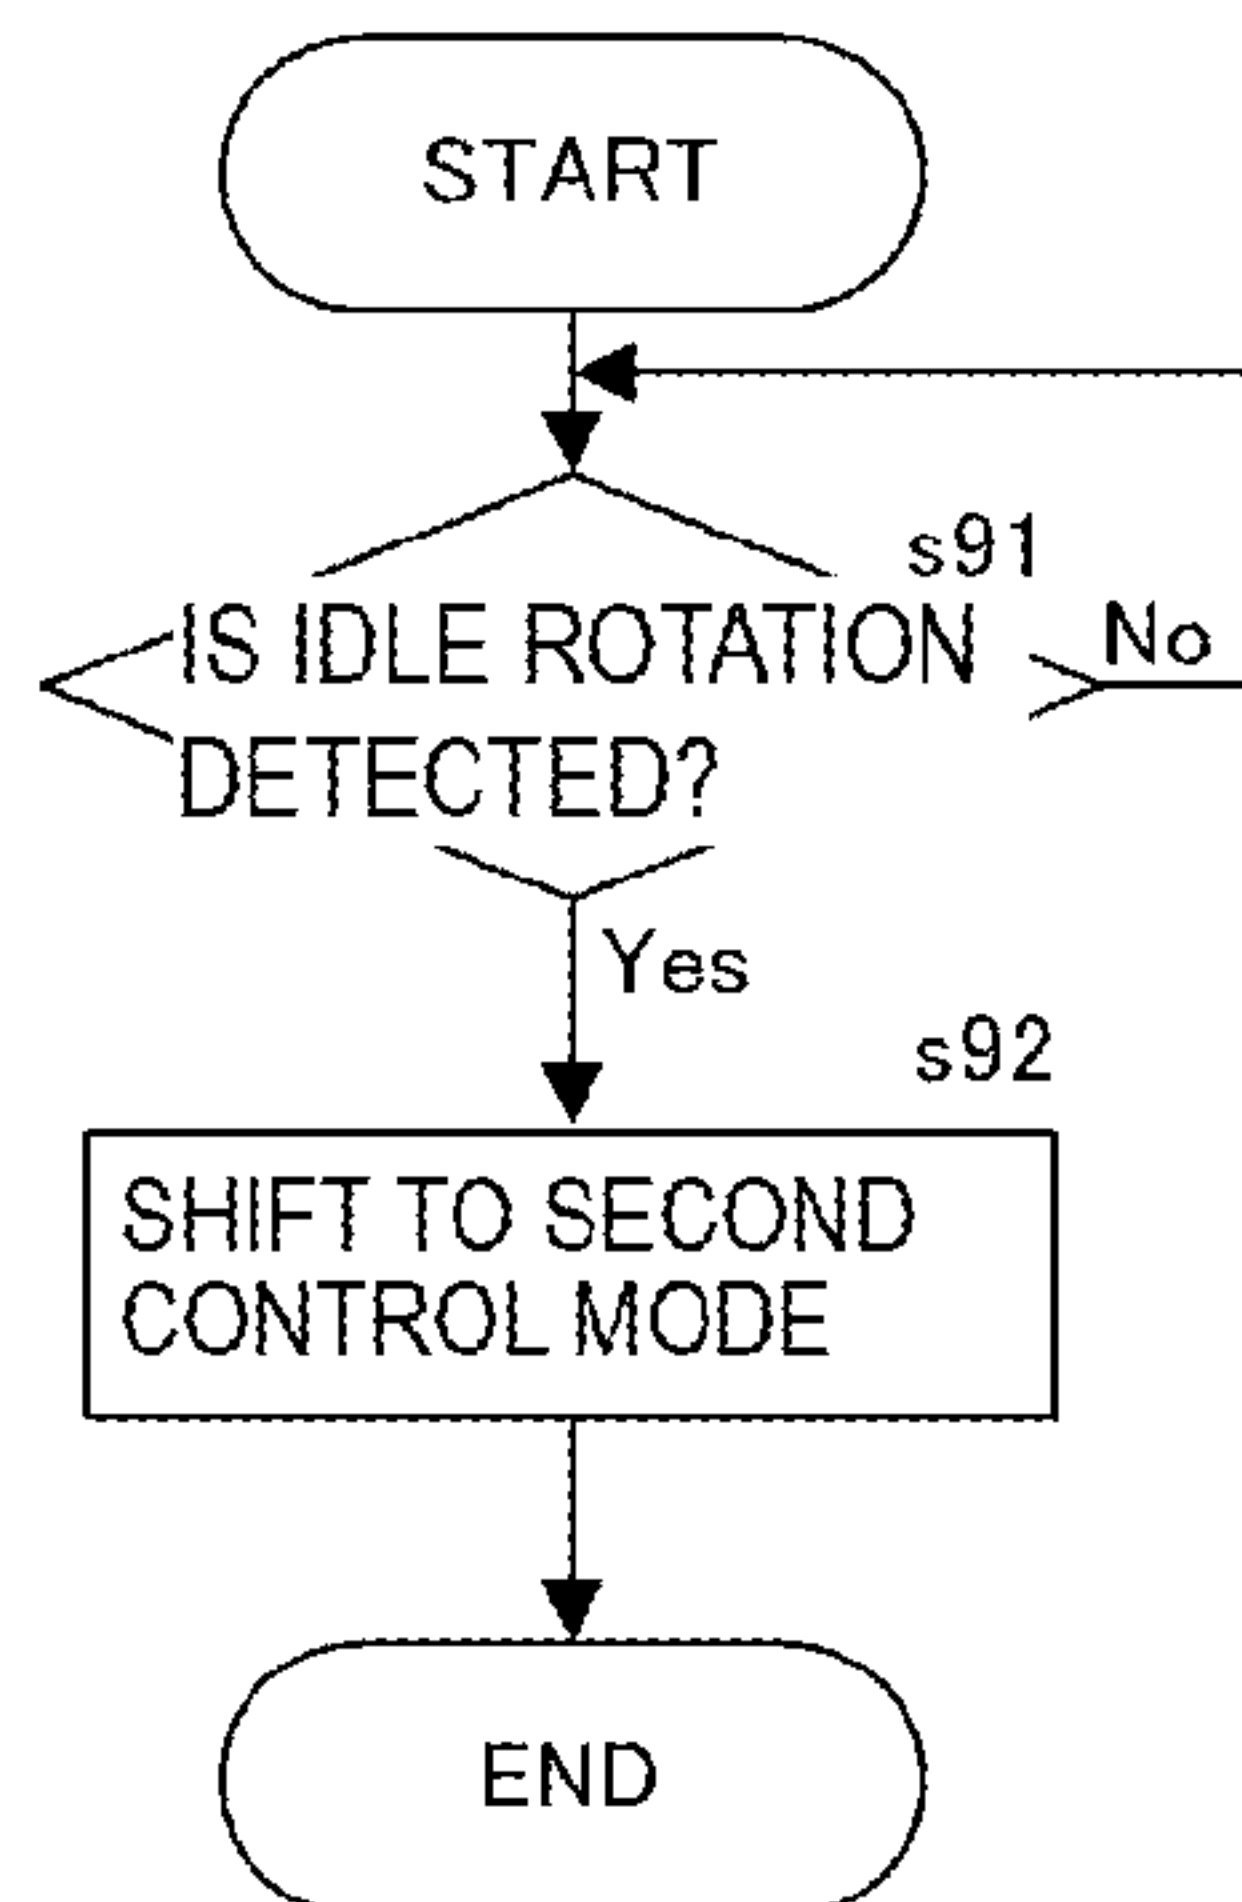 START
s91
IS IDLE ROTATION
DETECTED?
No
Yes
s92
SHIFT TO SECOND
CONTROL MODE
END